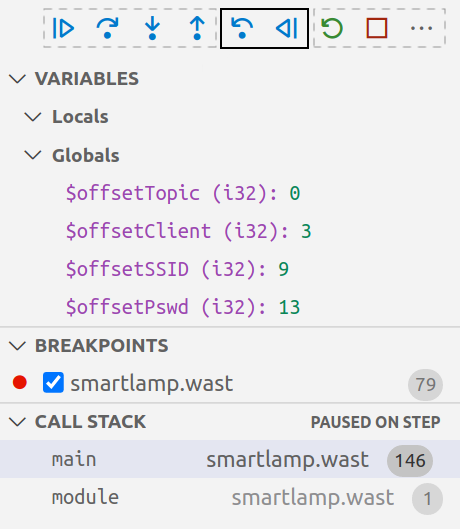 VARIABLES
Locals
Globals
$offsetTopic (i32): 0
$offsetClient (i32): 3
$offsetSSID (i32): 9
$offsetPswd (i32): 13
BREAKPOINTS
smartlamp.wast 79
CALL STACK PAUSED ON STEP
main smartlamp.wast 146
module smartlamp.wast 1